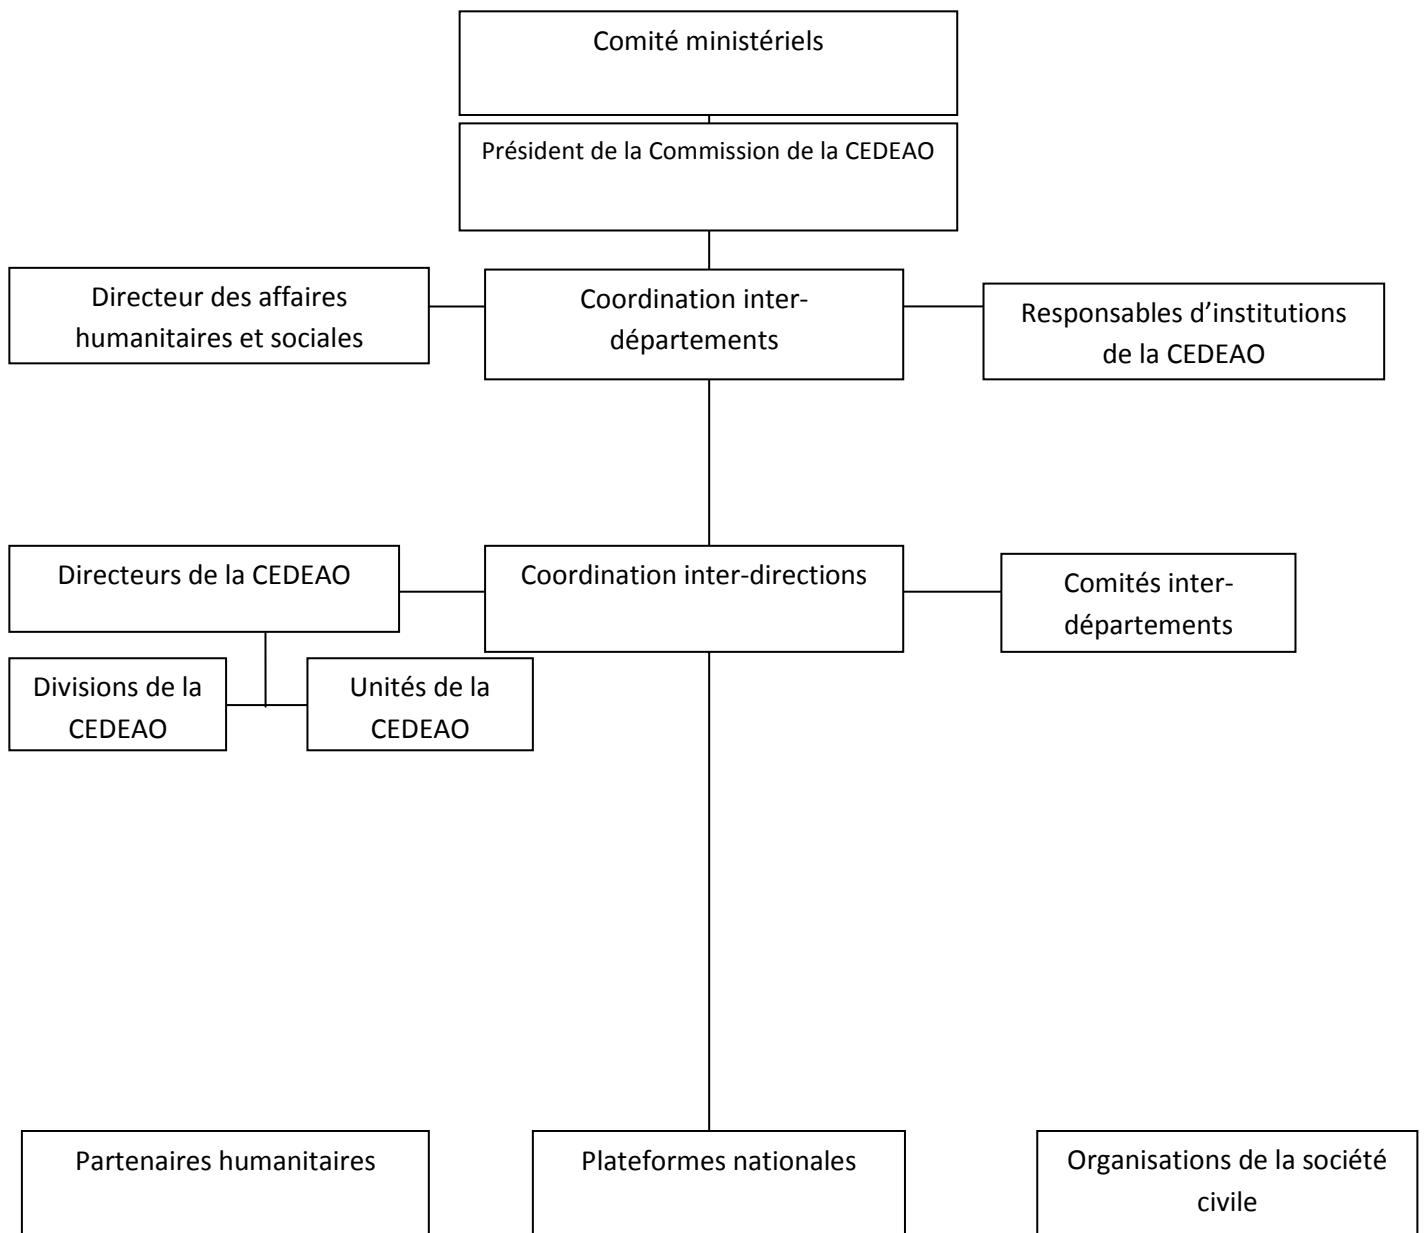 Comité ministériels
Président de la Commission de la CEDEAO
Directeur des affaires
humanitaires et sociales
Coordination inter-
départements
Responsables d’institutions
de la CEDEAO
Directeurs de la CEDEAO
Coordination inter-directions
Comités inter-
départements
Divisions de la
CEDEAO
Unités de la
CEDEAO
Partenaires humanitaires
Plateformes nationales
Organisations de la société
civile